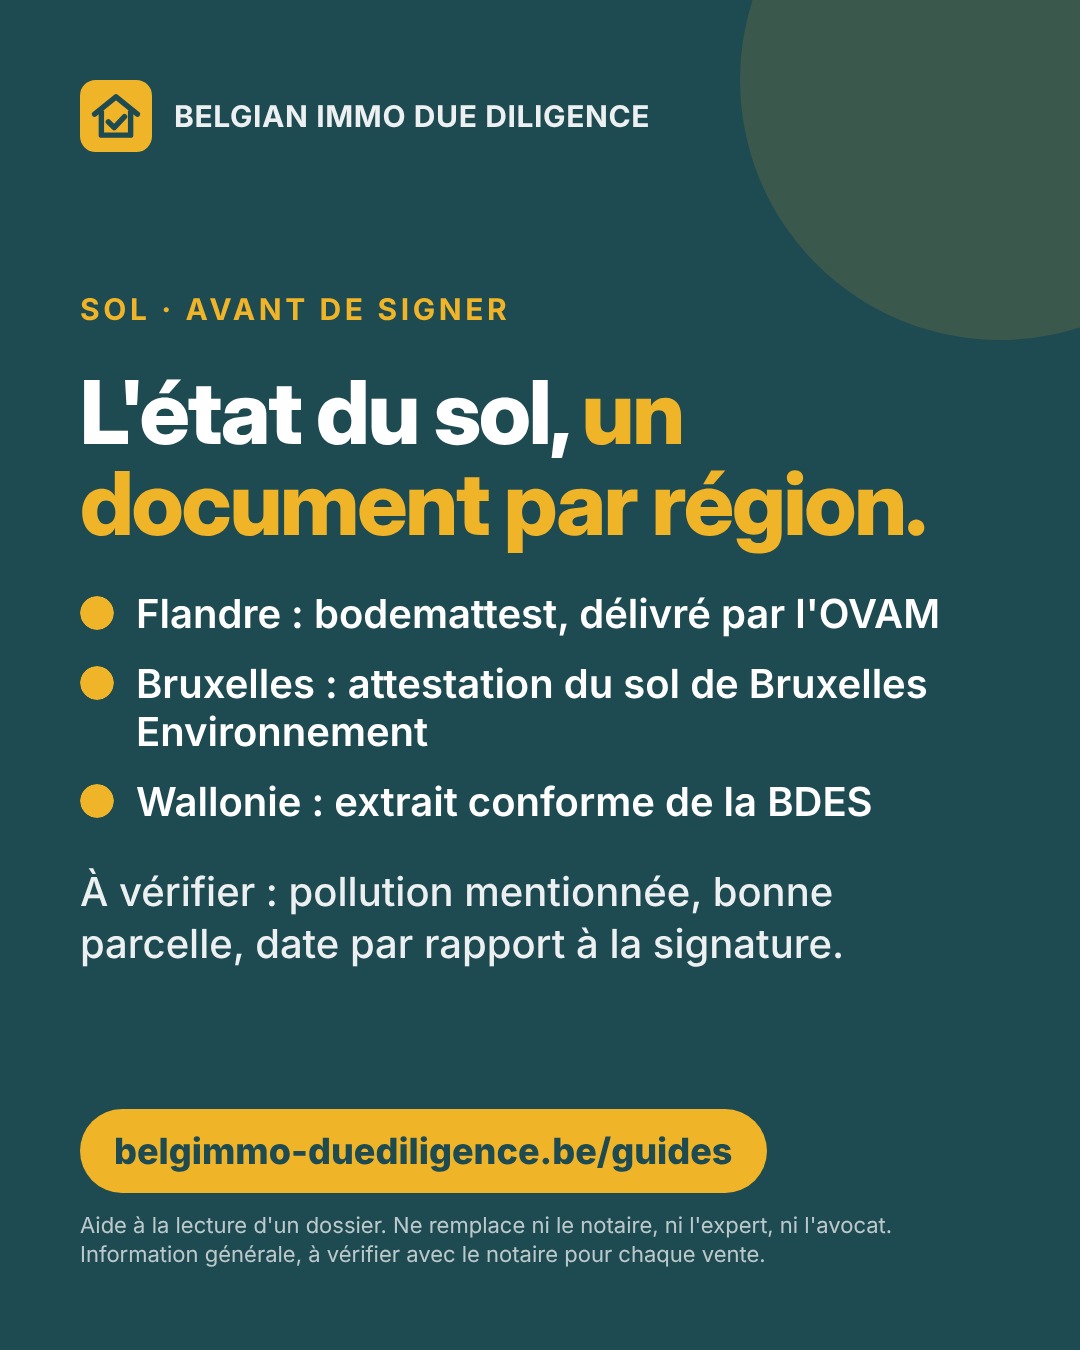 BELGIAN IMMO DUE DILIGENCE
SOL · AVANT DE SIGNER
L'état du sol, un
document par région.
Flandre : bodemattest, délivré par l'OVAM
Bruxelles : attestation du sol de Bruxelles
Environnement
Wallonie : extrait conforme de la BDES
À vérifier : pollution mentionnée, bonne
parcelle, date par rapport à la signature.
belgimmo-duediligence.be/guides
Aide à la lecture d'un dossier. Ne remplace ni le notaire, ni l'expert, ni l'avocat.
Information générale, à vérifier avec le notaire pour chaque vente.